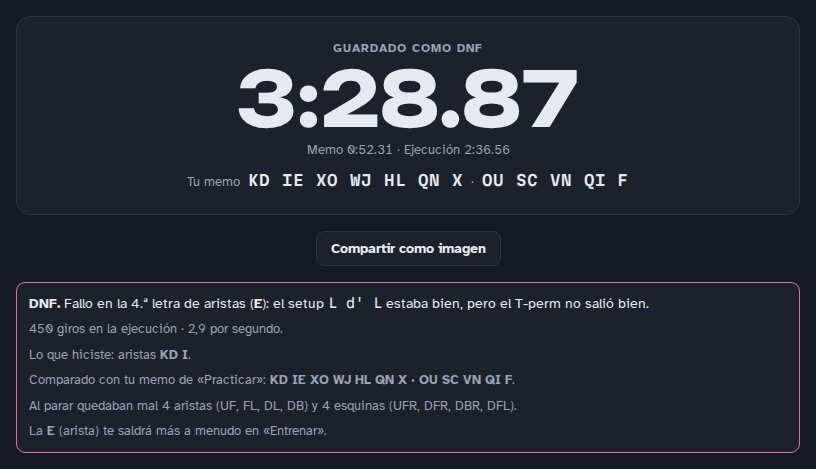 GUARDADO COMO DNF
3:28.87
Memo 0:52.31 · Ejecución 2:36.56
Tu memo KD IE XO WJ HL QN X · OU SC VN QI F
Compartir como imagen
DNF. Fallo en la 4.ª letra de aristas (E): el setup L d' L estaba bien, pero el T-perm no salió bien.
450 giros en la ejecución · 2,9 por segundo.
Lo que hiciste: aristas KD I.
Comparado con tu memo de «Practicar»: KD IE XO WJ HL QN X · OU SC VN QI F.
Al parar quedaban mal 4 aristas (UF, FL, DL, DB) y 4 esquinas (UFR, DFR, DBR, DFL).
La E (arista) te saldrá más a menudo en «Entrenar».